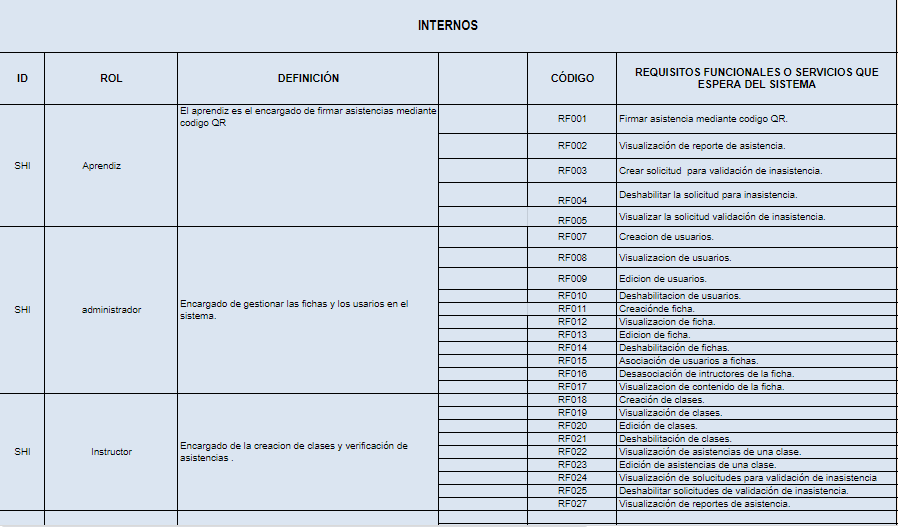 INTERNOS
ID
ROL
DEFINICIÓN
CÓDIGO
REQUISITOS FUNCIONALES O SERVICIOS QUE
ESPERA DEL SISTEMA
SHI
Aprendiz
El aprendiz es el encargado de firmar asistencias mediante
codigo QR
RF001 Firmar asistencia mediante codigo QR.
RF002 Visualización de reporte de asistencia.
RF003 Crear solicitud para validación de inasistencia.
RF004 Deshabilitar la solicitud para inasistencia.
RF005 Visualizar la solicitud validación de inasistencia.
SHI
administrador
Encargado de gestionar las fichas y los usarios en el
sistema.
RF007 Creacion de usuarios.
RF008 Visualizacion de usuarios.
RF009 Edicion de usuarios.
RF010 Deshabilitacion de usuarios.
RF011 Creaciónde ficha.
RF012 Visualizacion de ficha.
RF013 Edicion de ficha.
RF014 Deshabilitación de fichas.
RF015 Asociación de usuarios a fichas.
RF016 Desasociación de intructores de la ficha.
RF017 Visualizacion de contenido de la ficha.
SHI
Instructor
Encargado de la creacion de clases y verificación de
asistencias .
RF018 Creación de clases.
RF019 Visualización de clases.
RF020 Edición de clases.
RF021 Deshabilitación de clases.
RF022 Visualización de asistencias de una clase.
RF023 Edición de asistencias de una clase.
RF024 Visualización de solucitudes para validación de inasistencia
RF025 Deshabilitar solicitudes de validación de inasistencia.
RF027 Visualización de reportes de asistencia.